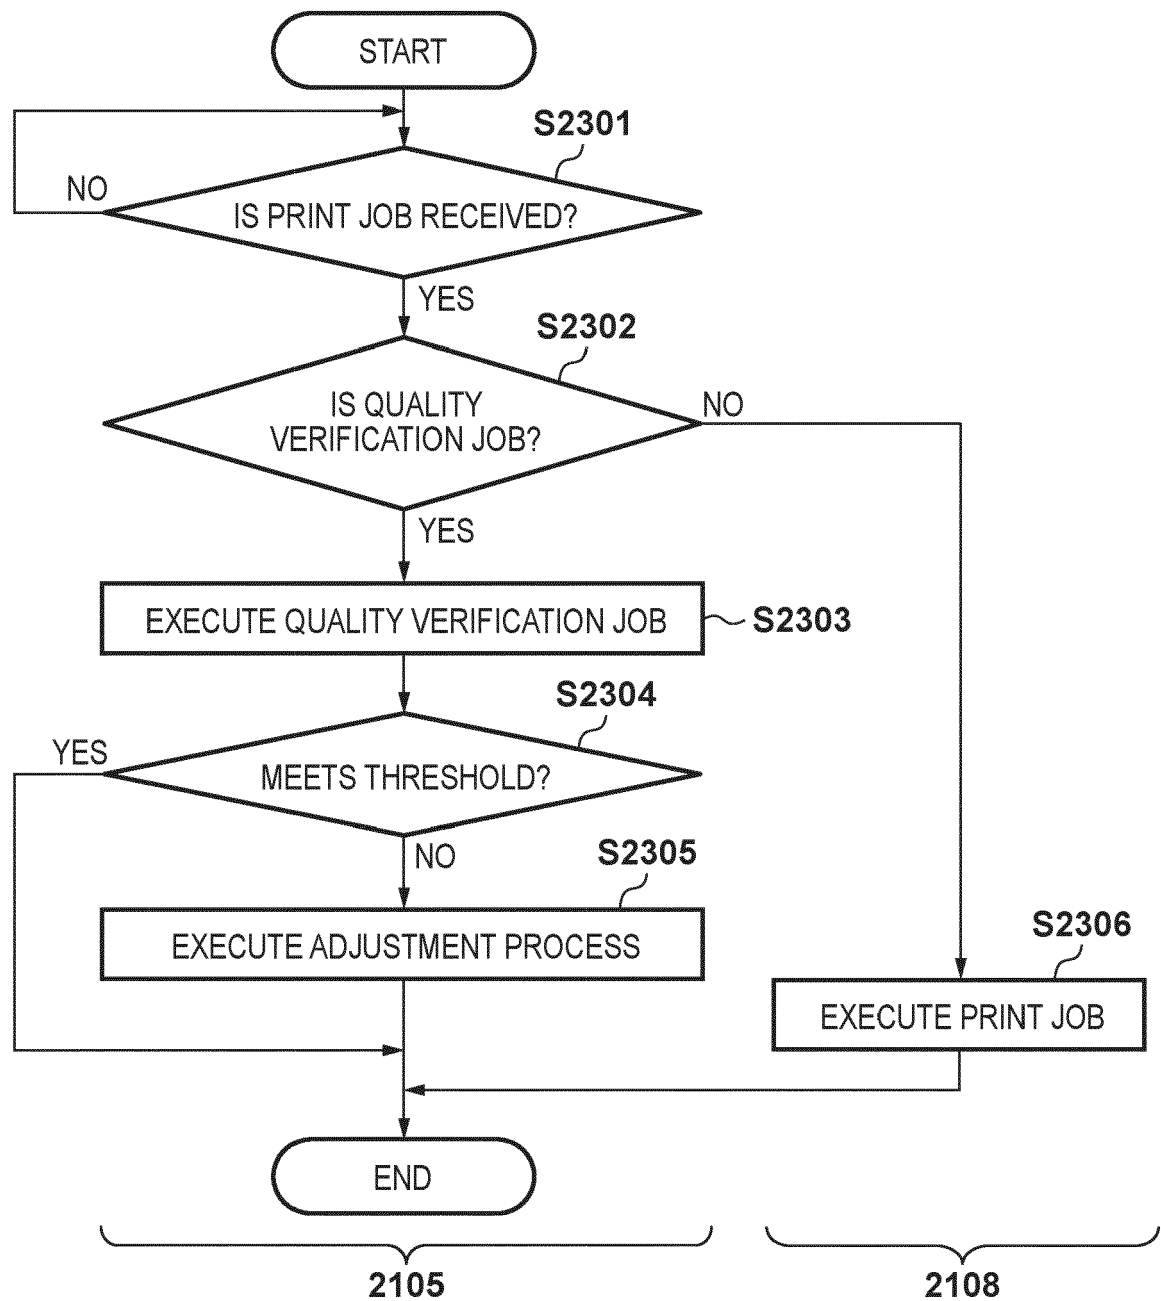 START
S2301
NO
IS PRINT JOB RECEIVED?
YES
S2302
IS QUALITY
VERIFICATION JOB?
NO
YES
EXECUTE QUALITY VERIFICATION JOB
S2303
S2304
YES
MEETS THRESHOLD?
NO
S2305
EXECUTE ADJUSTMENT PROCESS
S2306
EXECUTE PRINT JOB
END
2105
2108